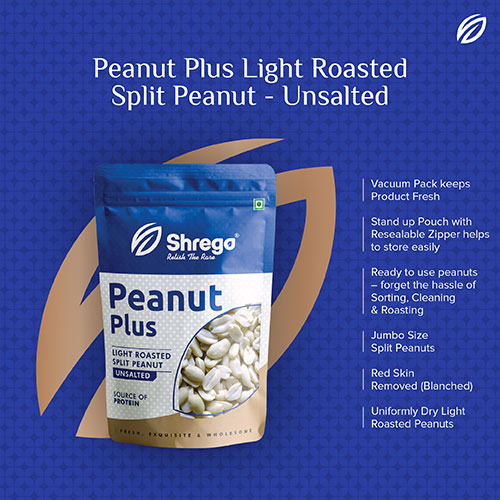 Peanut Plus Light Roasted
Split Peanut - Unsalted
Vacuum Pack keeps
Product Fresh
Stand up Pouch with
Resealable Zipper helps
to store easily
Ready to use peanuts
– forget the hassle of
Sorting, Cleaning
& Roasting
Jumbo Size
Split Peanuts
Red Skin
Removed (Blanched)
Uniformly Dry Light
Roasted Peanuts
Shrego®
Relish The Rare
Peanut
Plus
LIGHT ROASTED
SPLIT PEANUT
UNSALTED
SOURCE OF
PROTEIN
FRESH, EXQUISITE & WHOLESOME